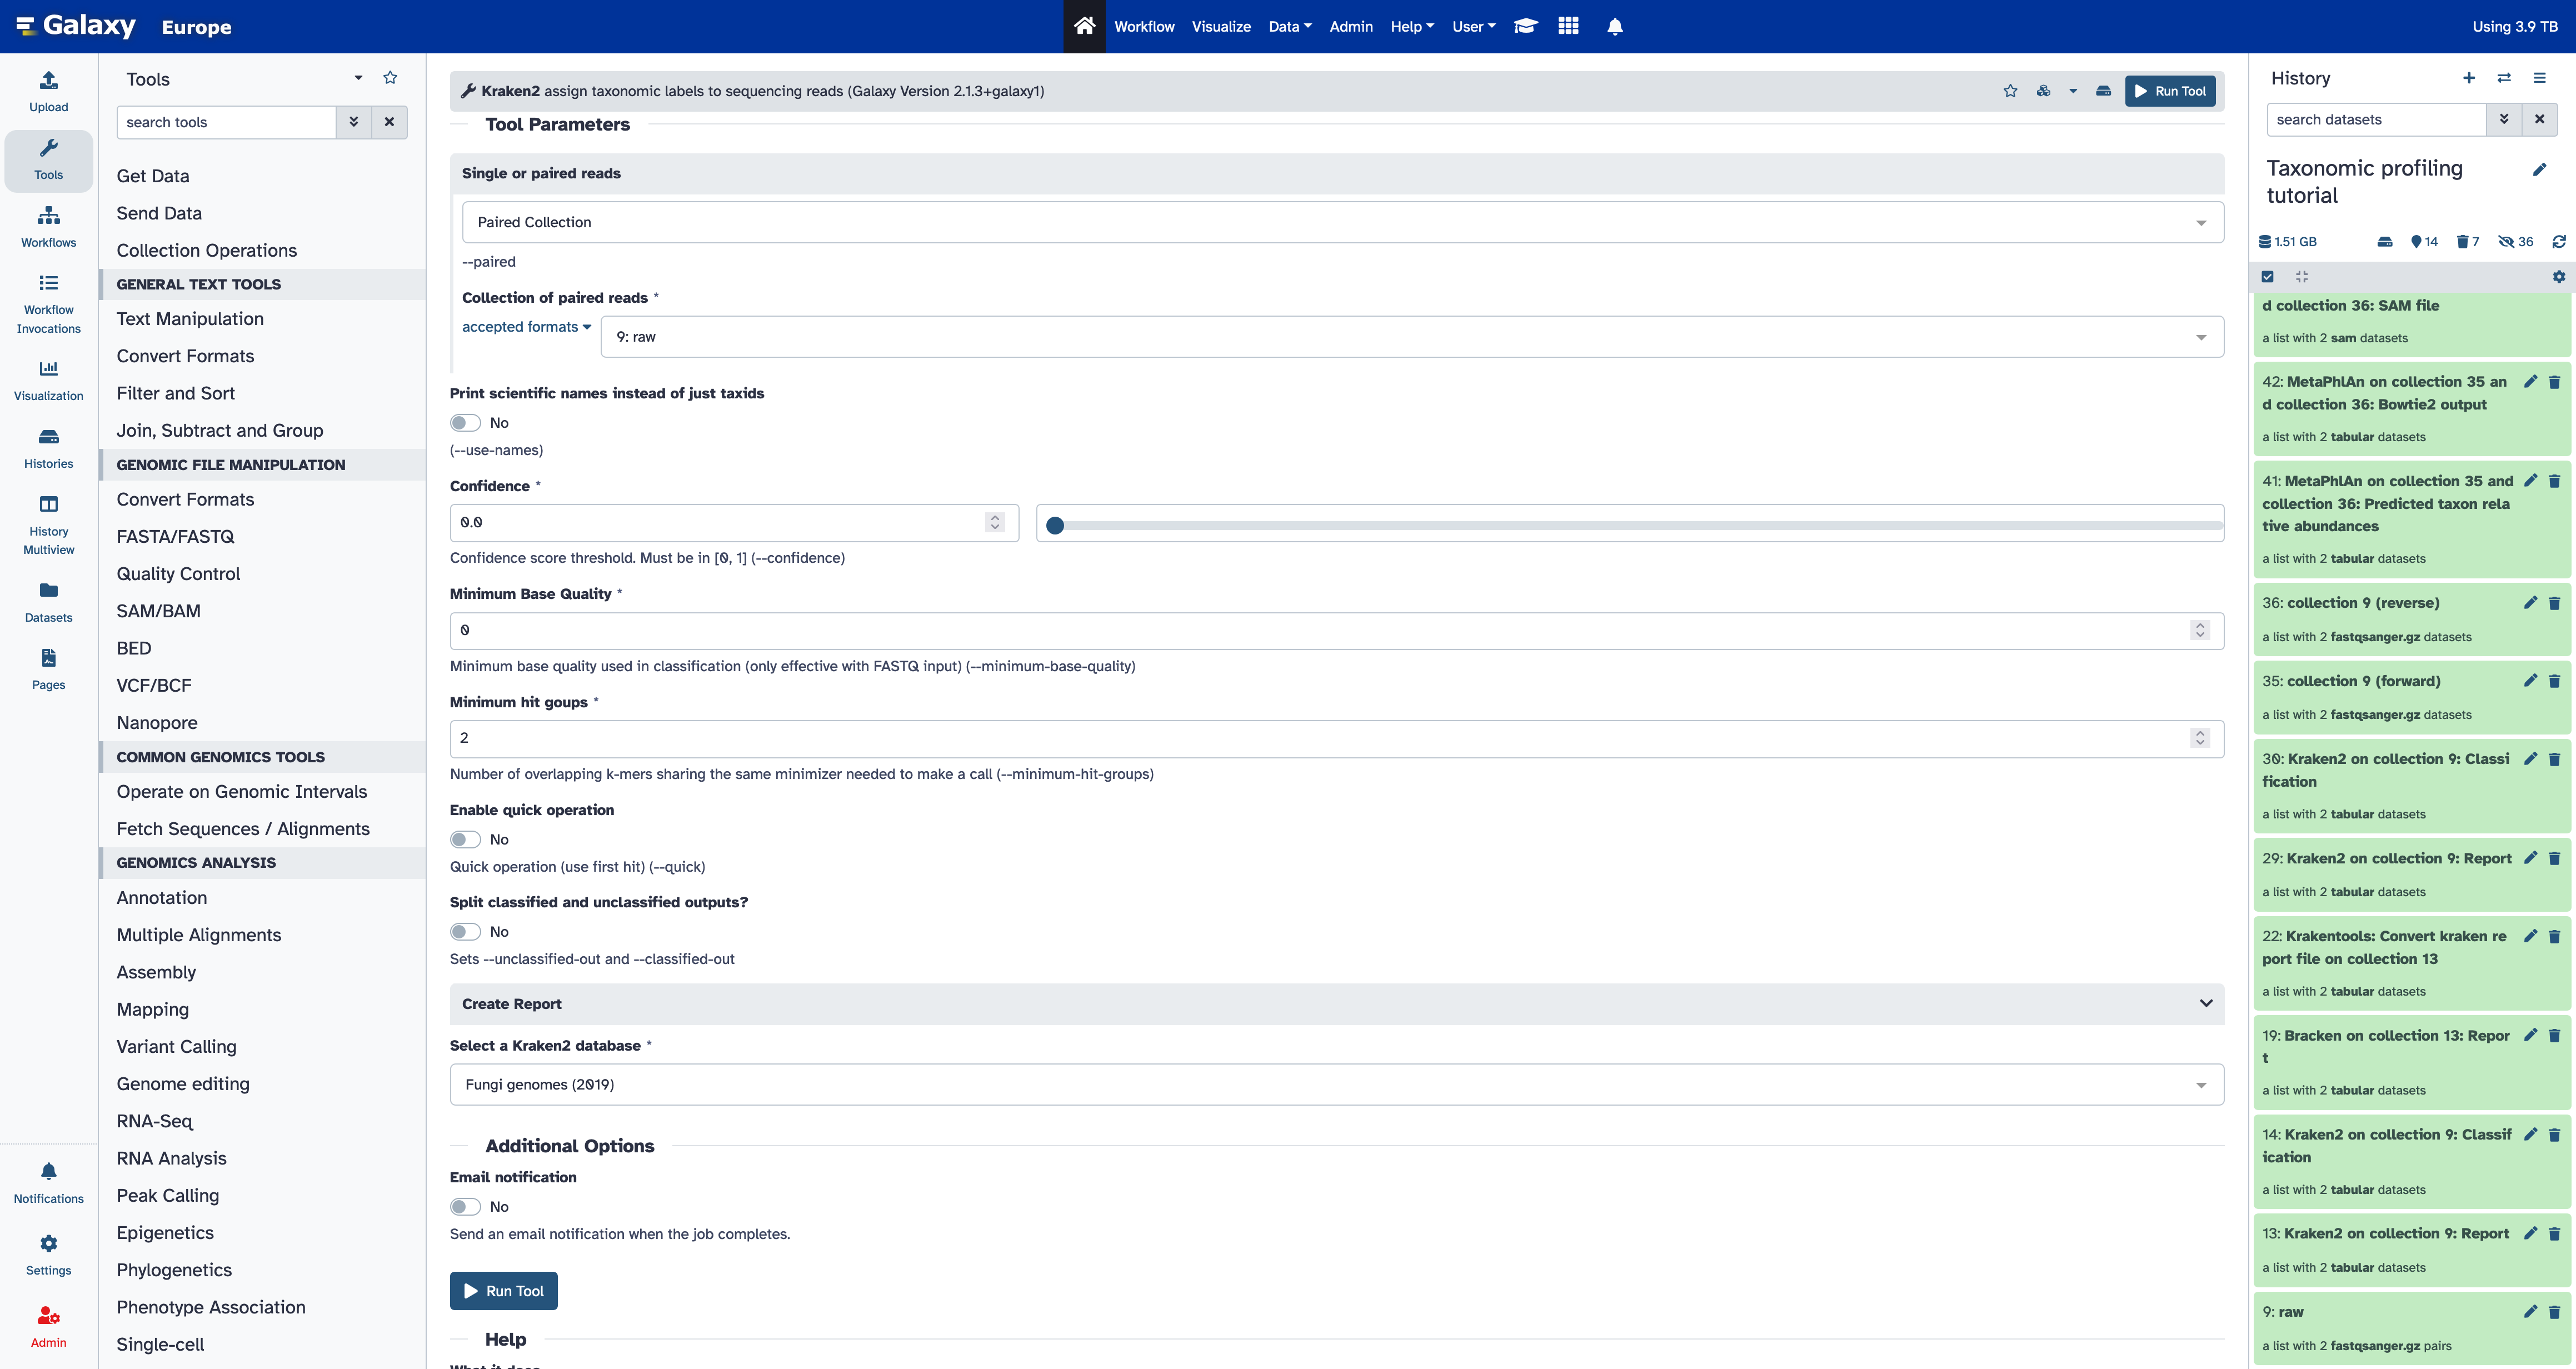 Galaxy Europe
Workflow Visualize Data Admin Help User
Using 3.9 TB
Upload
Tools
Workflows
Workflow
Invocations
Visualization
Histories
History
Multiview
Datasets
Pages
Notifications
Settings
Admin
Tools
search tools
Get Data
Send Data
Collection Operations
GENERAL TEXT TOOLS
Text Manipulation
Convert Formats
Filter and Sort
Join, Subtract and Group
GENOMIC FILE MANIPULATION
Convert Formats
FASTA/FASTQ
Quality Control
SAM/BAM
BED
VCF/BCF
Nanopore
COMMON GENOMICS TOOLS
Operate on Genomic Intervals
Fetch Sequences / Alignments
GENOMICS ANALYSIS
Annotation
Multiple Alignments
Assembly
Mapping
Variant Calling
Genome editing
RNA-Seq
RNA Analysis
Peak Calling
Epigenetics
Phylogenetics
Phenotype Association
Single-cell
Kraken2 assign taxonomic labels to sequencing reads (Galaxy Version 2.1.3+galaxy1)
Run Tool
Tool Parameters
Single or paired reads
Paired Collection
--paired
Collection of paired reads *
accepted formats
9: raw
Print scientific names instead of just taxids
No
(--use-names)
Confidence *
0.0
Confidence score threshold. Must be in [0, 1] (--confidence)
Minimum Base Quality *
0
Minimum base quality used in classification (only effective with FASTQ input) (--minimum-base-quality)
Minimum hit goups *
2
Number of overlapping k-mers sharing the same minimizer needed to make a call (--minimum-hit-groups)
Enable quick operation
No
Quick operation (use first hit) (--quick)
Split classified and unclassified outputs?
No
Sets --unclassified-out and --classified-out
Create Report
Select a Kraken2 database *
Fungi genomes (2019)
Additional Options
Email notification
No
Send an email notification when the job completes.
Run Tool
Help
What it does
History
search datasets
Taxonomic profiling
tutorial
1.51 GB
14 7 36
d collection 36: SAM file
a list with 2 sam datasets
42: MetaPhlAn on collection 35 an
d collection 36: Bowtie2 output
a list with 2 tabular datasets
41: MetaPhlAn on collection 35 and
collection 36: Predicted taxon rela
tive abundances
a list with 2 tabular datasets
36: collection 9 (reverse)
a list with 2 fastqsanger.gz datasets
35: collection 9 (forward)
a list with 2 fastqsanger.gz datasets
30: Kraken2 on collection 9: Classi
fication
a list with 2 tabular datasets
29: Kraken2 on collection 9: Report
a list with 2 tabular datasets
22: Krakentools: Convert kraken re
port file on collection 13
a list with 2 tabular datasets
19: Bracken on collection 13: Repor
t
a list with 2 tabular datasets
14: Kraken2 on collection 9: Classif
ication
a list with 2 tabular datasets
13: Kraken2 on collection 9: Report
a list with 2 tabular datasets
9: raw
a list with 2 fastqsanger.gz pairs